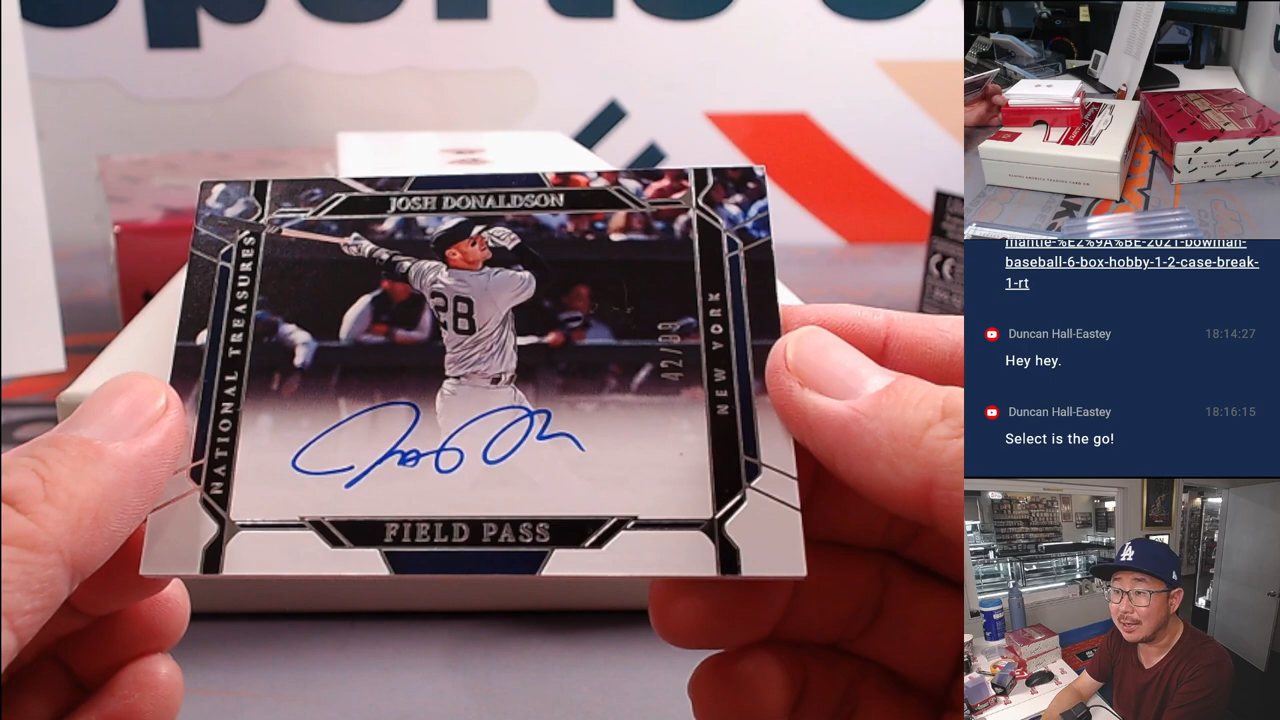 JOSH DONALDSON
NATIONAL TREASURES
28
42/99
NEW YORK
FIELD PASS
mantle-%E2%9A%BE-2021-bowman-
baseball-6-box-hobby-1-2-case-break-
1-rt
Duncan Hall-Eastey 18:14:27
Hey hey.
Duncan Hall-Eastey 18:16:15
Select is the go!
LA